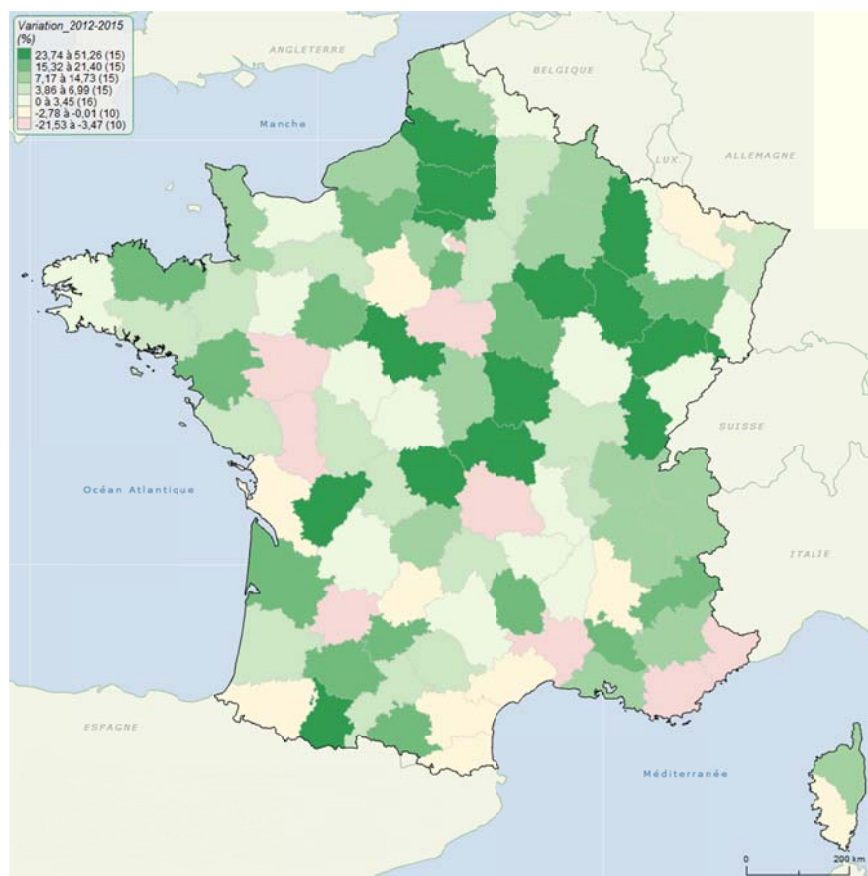 Variation_2012-2015
(%)
23,74 à 51,26 (15)
15,32 à 21,40 (15)
7,17 à 14,73 (15)
3,86 à 6,99 (15)
0 à 3,45 (16)
-2,78 à -0,01 (10)
-21,53 à -3,47 (10)
ANGLETERRE
BELGIQUE
Manche
LUX.
ALLEMAGNE
SUISSE
Océan Atlantique
ITALIE
ESPAGNE
Méditerranée
0 200 km